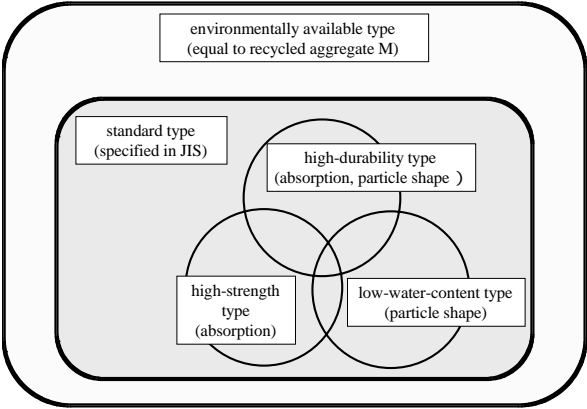 environmentally available type
(equal to recycled aggregate M)
standard type
(specified in JIS)
high-durability type
(absorption, particle shape )
high-strength
type
(absorption)
low-water-content type
(particle shape)